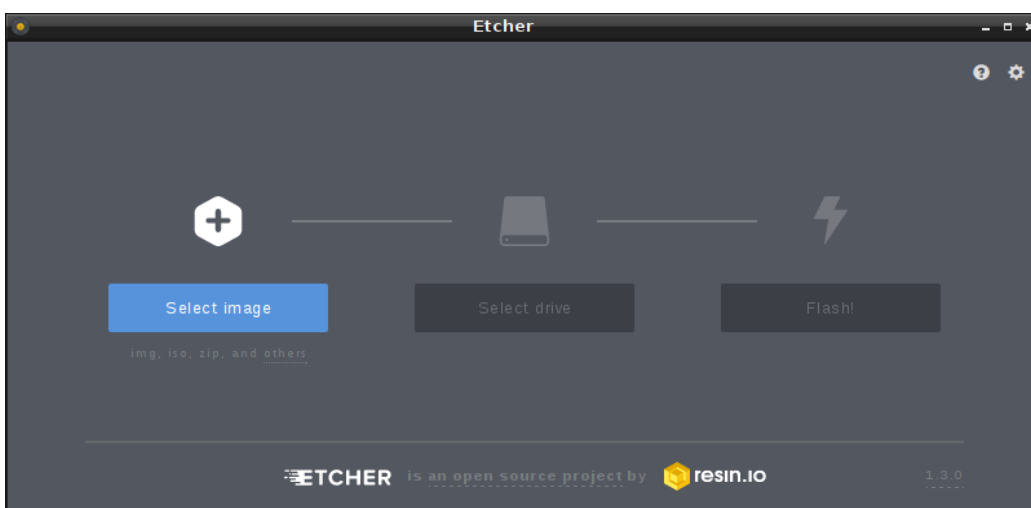 Etcher
Select image
Select drive
Flash!
img, iso, zip, and others
ETCHER is an open source project by resin.io
1.3.0